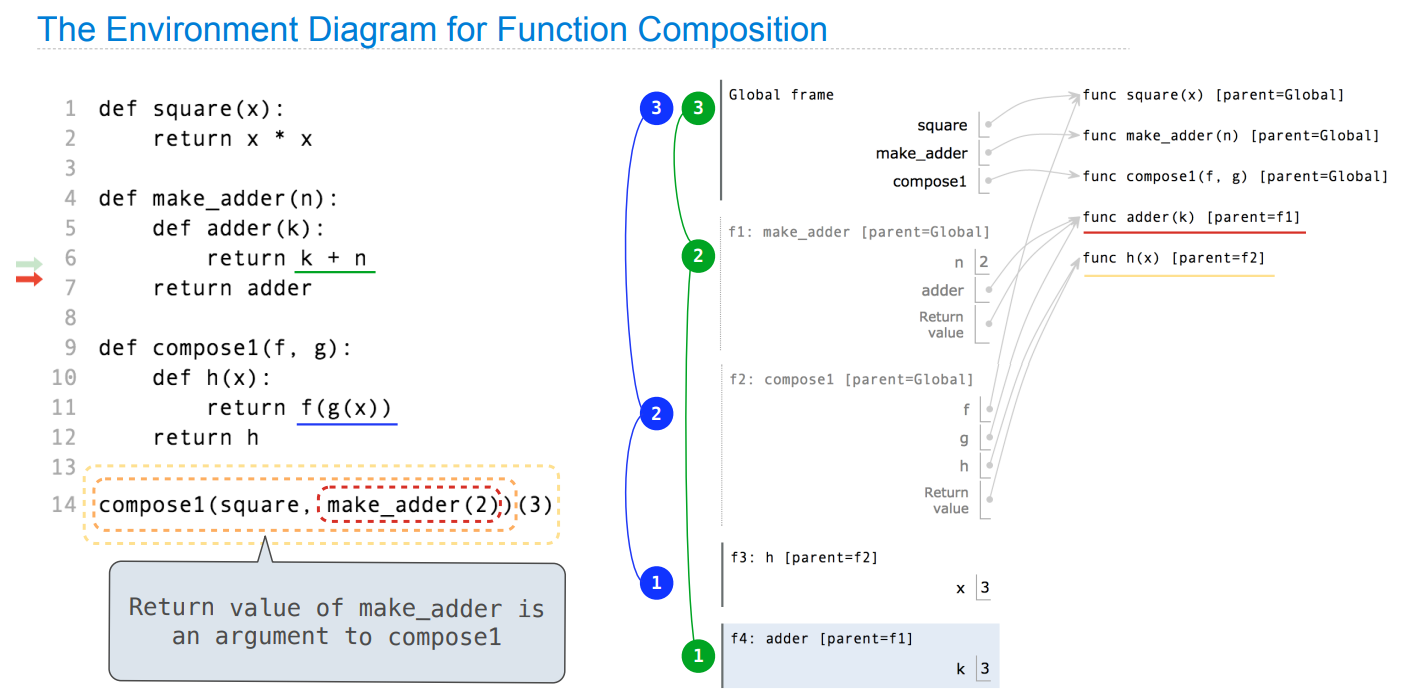 The Environment Diagram for Function Composition
1 def square(x):
2     return x * x
3
4 def make_adder(n):
5     def adder(k):
6         return k + n
7     return adder
8
9 def compose1(f, g):
10     def h(x):
11         return f(g(x))
12     return h
13
14 compose1(square, make_adder(2))(3)
Return value of make_adder is
an argument to compose1
3
2
1
3
2
1
Global frame
square
make_adder
compose1
f1: make_adder [parent=Global]
n 2
adder
Return
value
f2: compose1 [parent=Global]
f
g
h
Return
value
f3: h [parent=f2]
x 3
f4: adder [parent=f1]
k 3
func square(x) [parent=Global]
func make_adder(n) [parent=Global]
func compose1(f, g) [parent=Global]
func adder(k) [parent=f1]
func h(x) [parent=f2]